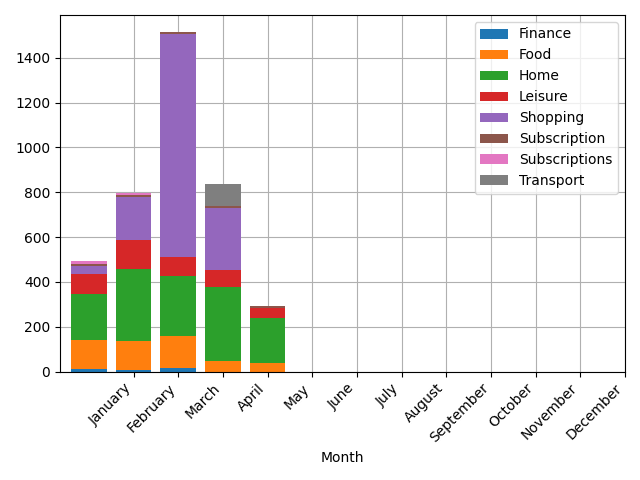 1400
1200
1000
800
600
400
200
0
Finance
Food
Home
Leisure
Shopping
Subscription
Subscriptions
Transport
January
February
March
April
May
June
July
August
September
October
November
December
Month